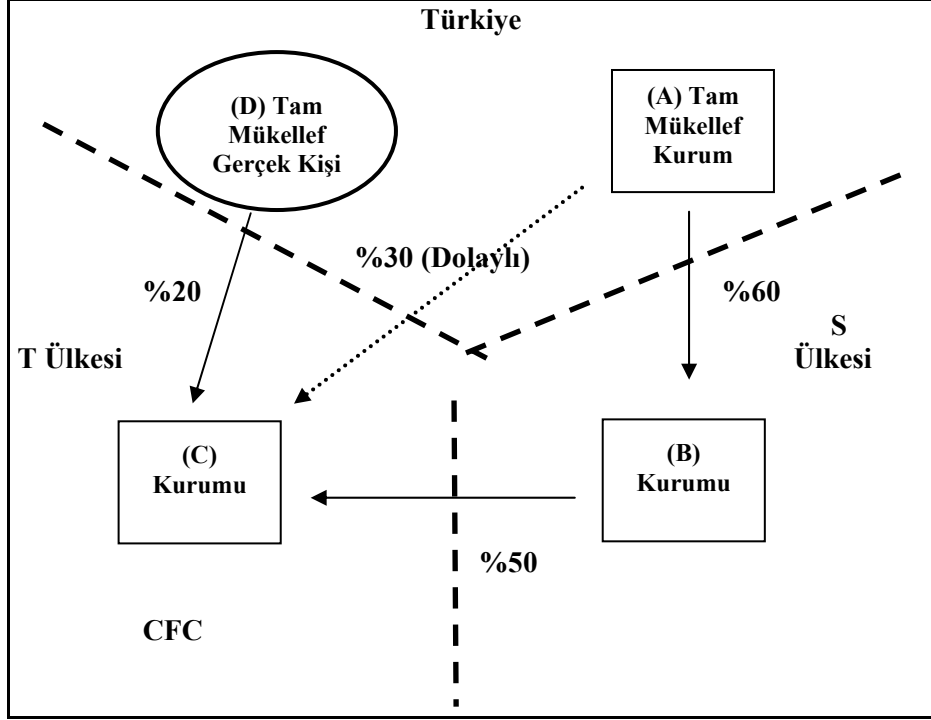 Türkiye
(D) Tam
Mükellef
Gerçek Kişi
(A) Tam
Mükellef
Kurum
%30 (Dolaylı)
%20
%60
T Ülkesi
S
Ülkesi
(C)
Kurumu
(B)
Kurumu
%50
CFC